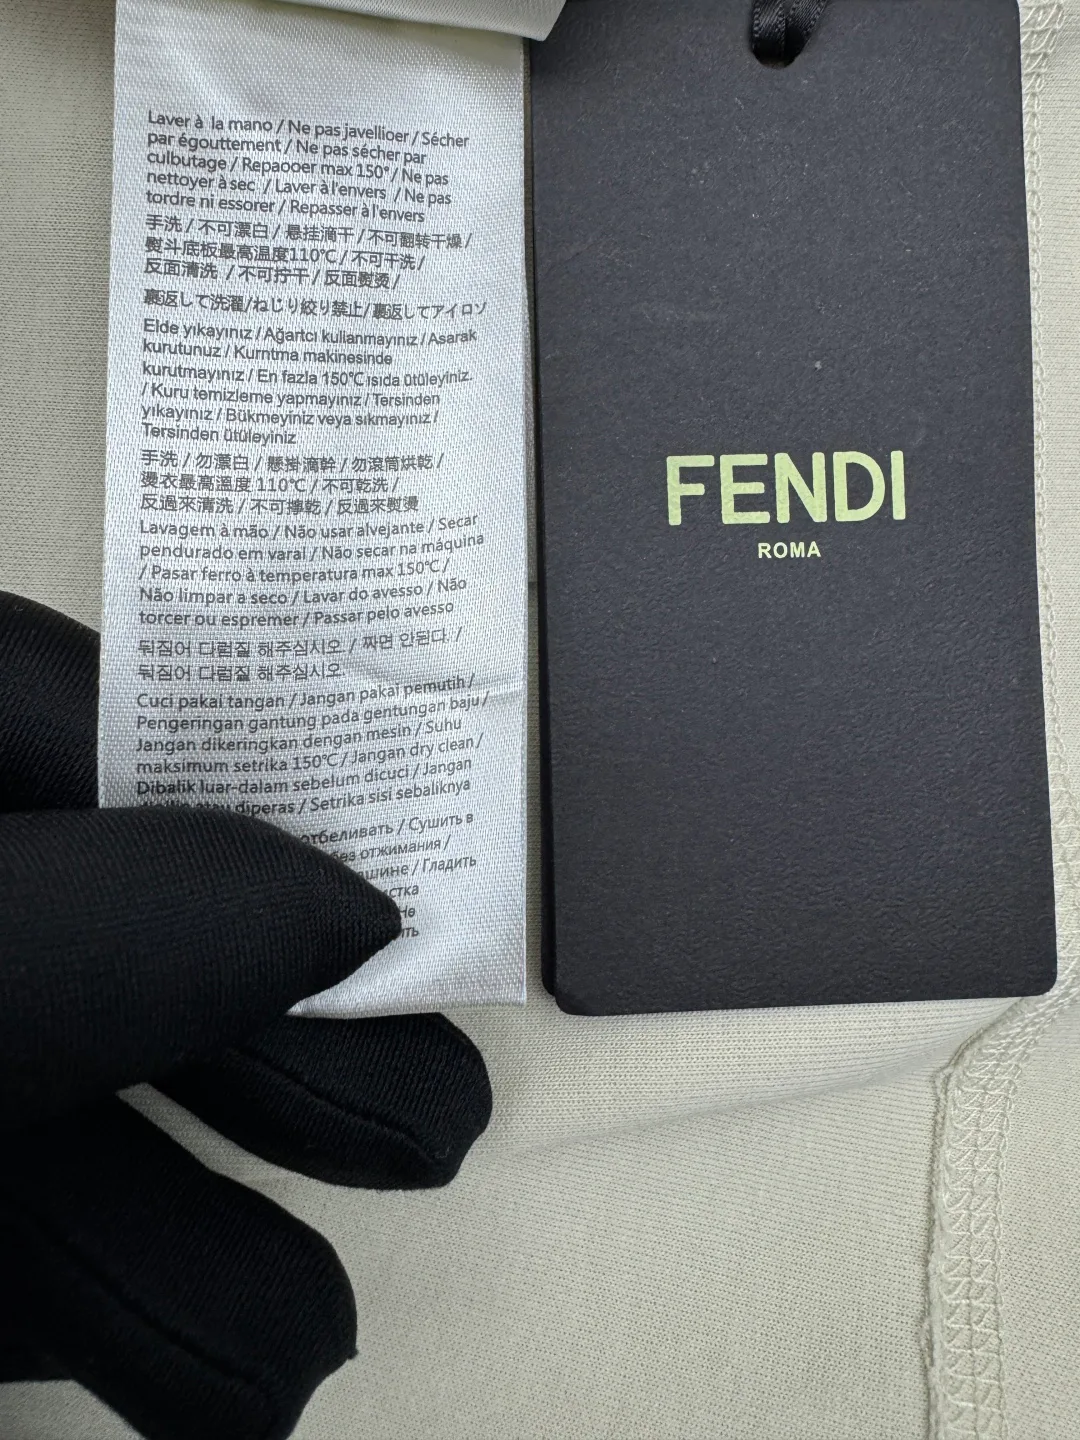 Laver à la mano / Ne pas javellioer / Sécher
par égouttement / Ne pas sécher par
culbutage / Repaooer max 150° / Ne pas
nettoyer à sec / Laver à l'envers / Ne pas
tordre ni essorer / Repasser à l'envers
手洗 / 不可漂白 / 悬挂滴干 / 不可翻转干燥 /
熨斗底板最高温度110℃ / 不可干洗 /
反面清洗 / 不可拧干 / 反面熨烫 /
裏返して洗濯/ねじり絞り禁止/裏返してアイロン
Elde yıkayınız / Ağartcı kullanmayınız / Asarak
kurutunuz / Kurntma makinesinde
kurutmayınız / En fazla 150℃ ısıda ütüleyiniz.
/ Kuru temizleme yapmayınız / Tersinden
yıkayınız / Bükmeyiniz veya sıkmayınız /
Tersinden ütüleyiniz
手洗 / 勿漂白 / 懸掛滴幹 / 勿滾筒烘乾 /
燙衣最高溫度 110℃ / 不可乾洗 /
反過來清洗 / 不可擰乾 / 反過來熨燙
Lavagem à mão / Não usar alvejante / Secar
pendurado em varal / Não secar na máquina
/ Pasar ferro à temperatura max 150℃ /
Não limpar a seco / Lavar do avesso / Não
torcer ou espremer / Passar pelo avesso
뒤짐어 다럼질 해주십시오. / 짜면 안된다. /
뒤짐어 다럼질 해주십시오.
Cuci pakai tangan / Jangan pakai pemutih /
Pengeringan gantung pada gentungan baju /
Jangan dikeringkan dengan mesin / Suhu
maksimum setrika 150℃ / Jangan dry clean /
Dibalik luar-dalam sebelum dicuci / Jangan
diperas / Setrika sisi sebaliknya
отбеливать / Сушить в
без отжимания /
/ Гладить
Не
FENDI
ROMA